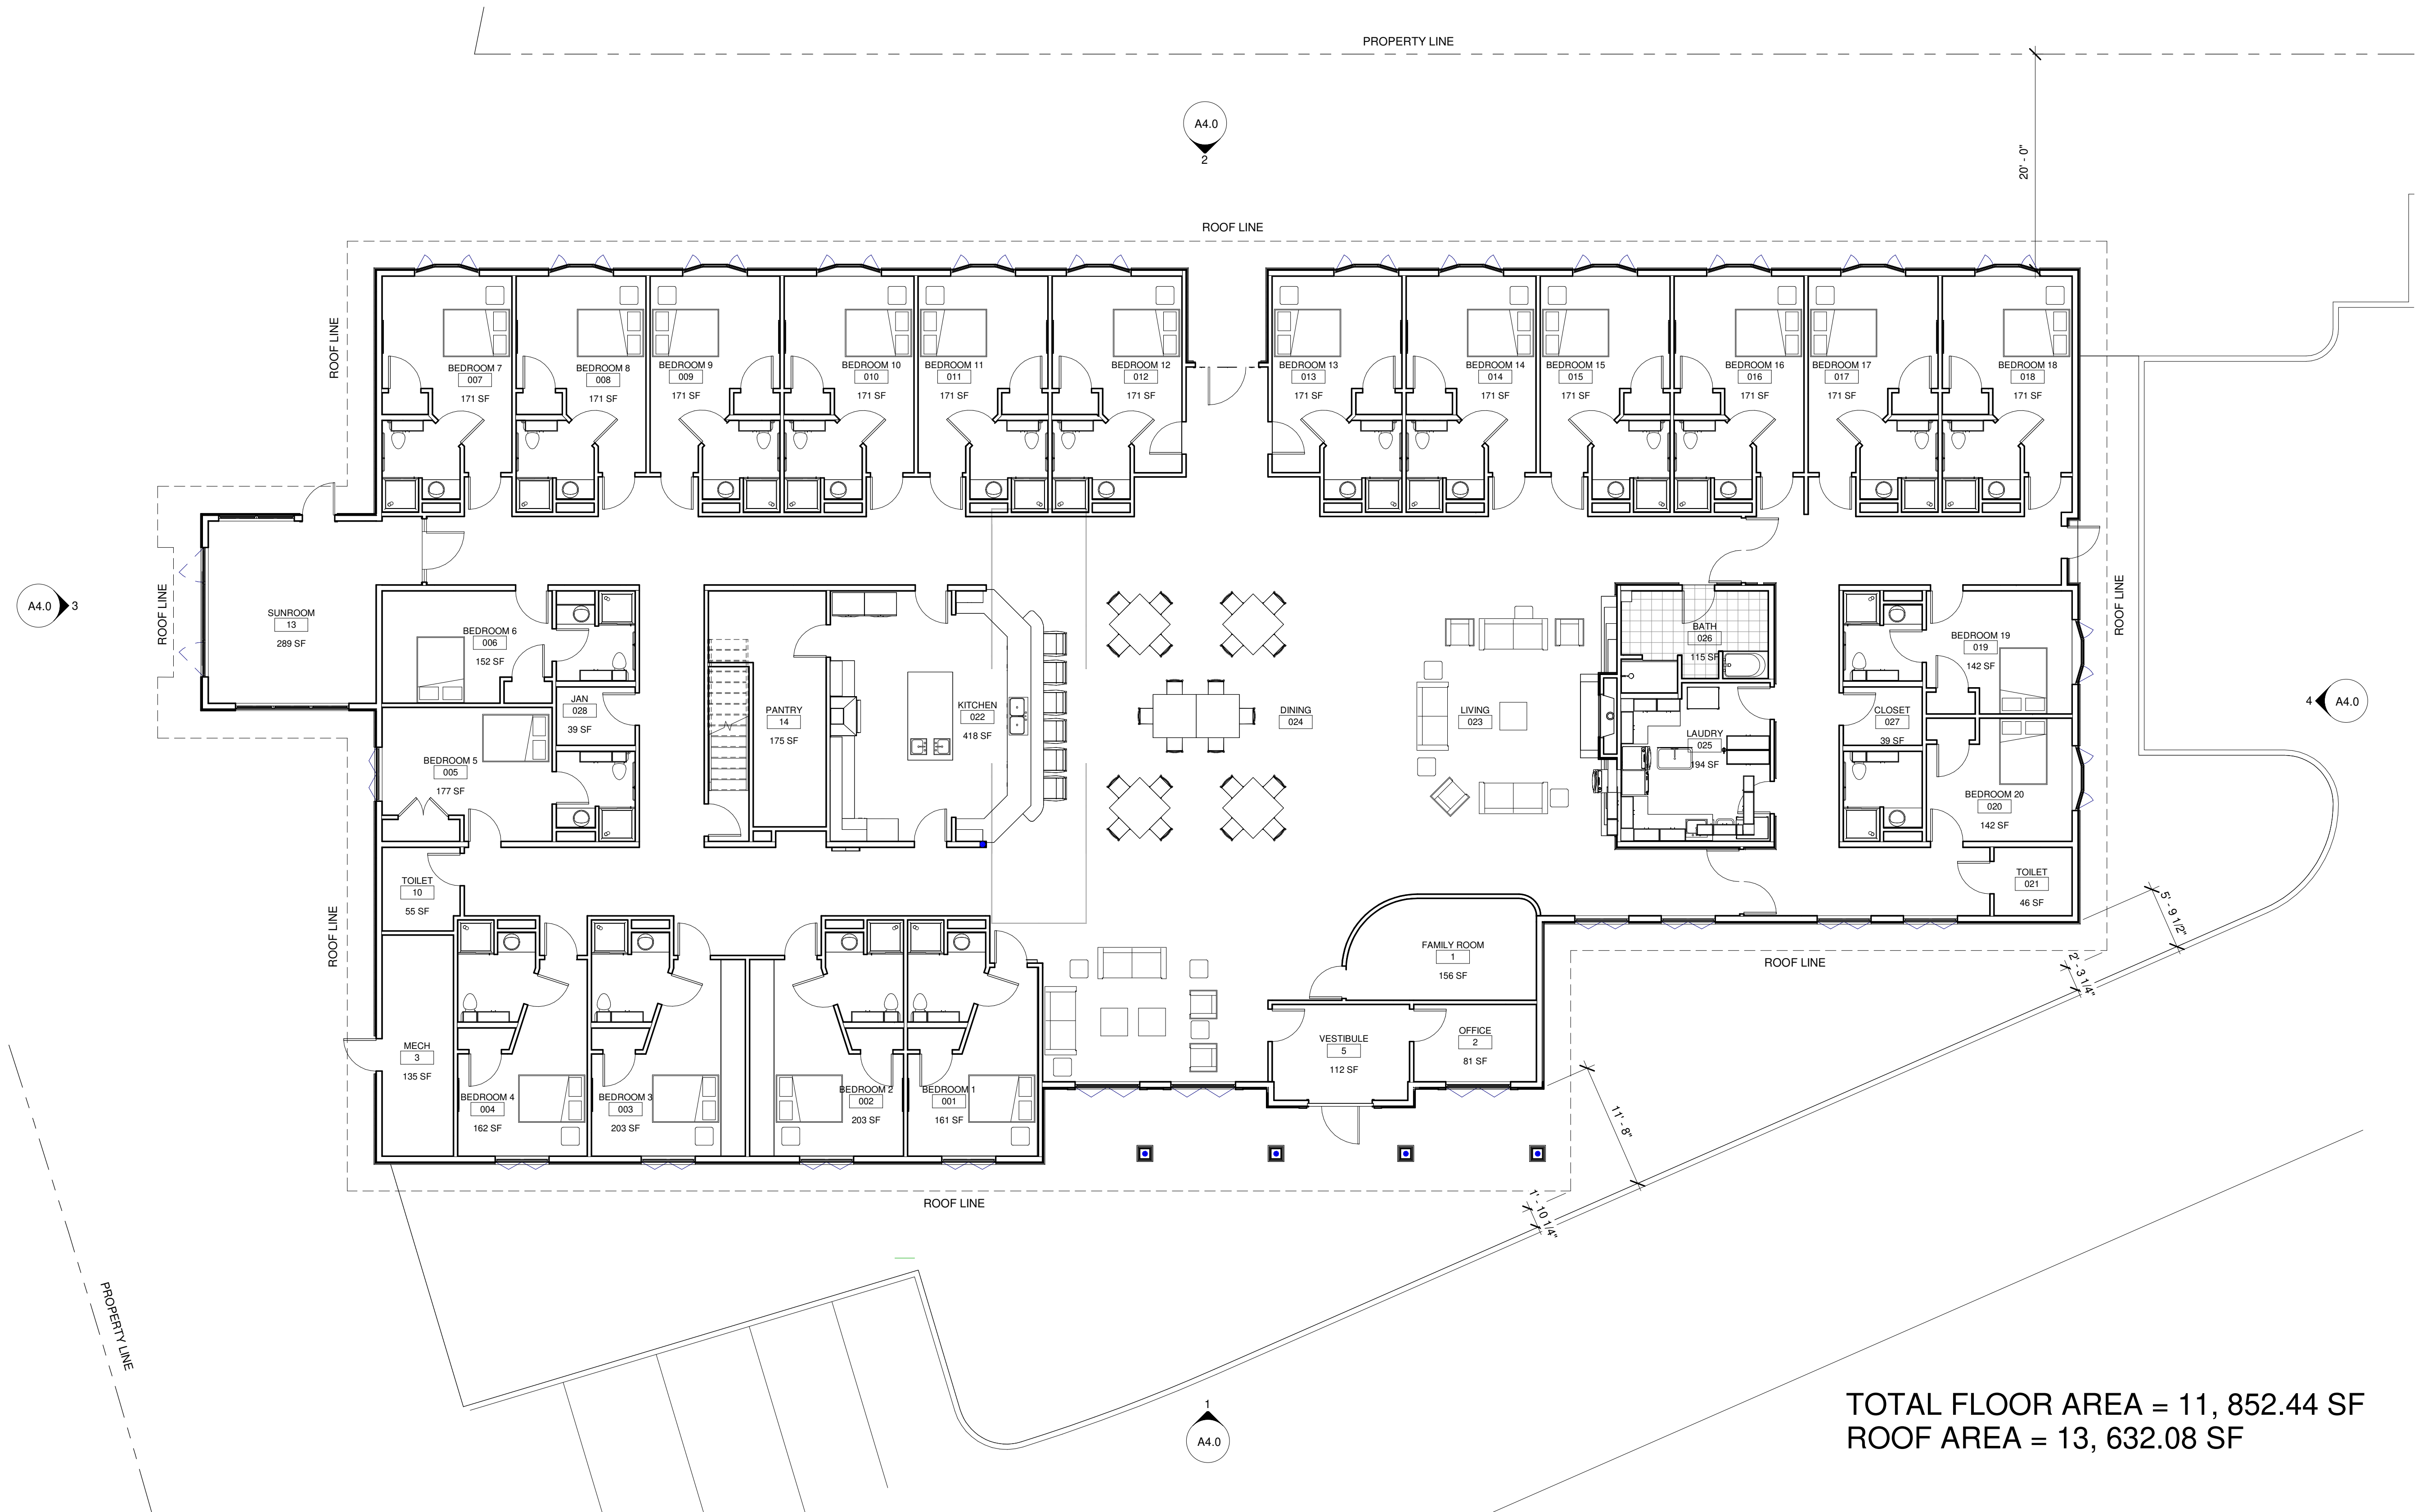 PROPERTY LINE
20' - 0"
A4.0
2
ROOF LINE
ROOF LINE
BEDROOM 7
007
171 SF
BEDROOM 8
008
171 SF
BEDROOM 9
009
171 SF
BEDROOM 10
010
171 SF
BEDROOM 11
011
171 SF
BEDROOM 12
012
171 SF
BEDROOM 13
013
171 SF
BEDROOM 14
014
171 SF
BEDROOM 15
015
171 SF
BEDROOM 16
016
171 SF
BEDROOM 17
017
171 SF
BEDROOM 18
018
171 SF
A4.0
3
ROOF LINE
SUNROOM
13
289 SF
BEDROOM 6
006
152 SF
JAN
028
39 SF
BEDROOM 5
005
177 SF
PANTRY
14
175 SF
KITCHEN
022
418 SF
DINING
024
LIVING
023
BATH
026
115 SF
LAUDRY
025
194 SF
CLOSET
027
39 SF
BEDROOM 19
019
142 SF
BEDROOM 20
020
142 SF
ROOF LINE
4
A4.0
TOILET
10
55 SF
TOILET
021
46 SF
ROOF LINE
FAMILY ROOM
1
156 SF
ROOF LINE
5' - 9 1/2"
2' - 3 1/4"
MECH
3
135 SF
BEDROOM 4
004
162 SF
BEDROOM 3
003
203 SF
BEDROOM 2
002
203 SF
BEDROOM 1
001
161 SF
VESTIBULE
5
112 SF
OFFICE
2
81 SF
11' - 8"
1' - 10 1/4"
ROOF LINE
PROPERTY LINE
1
A4.0
TOTAL FLOOR AREA = 11, 852.44 SF
ROOF AREA = 13, 632.08 SF